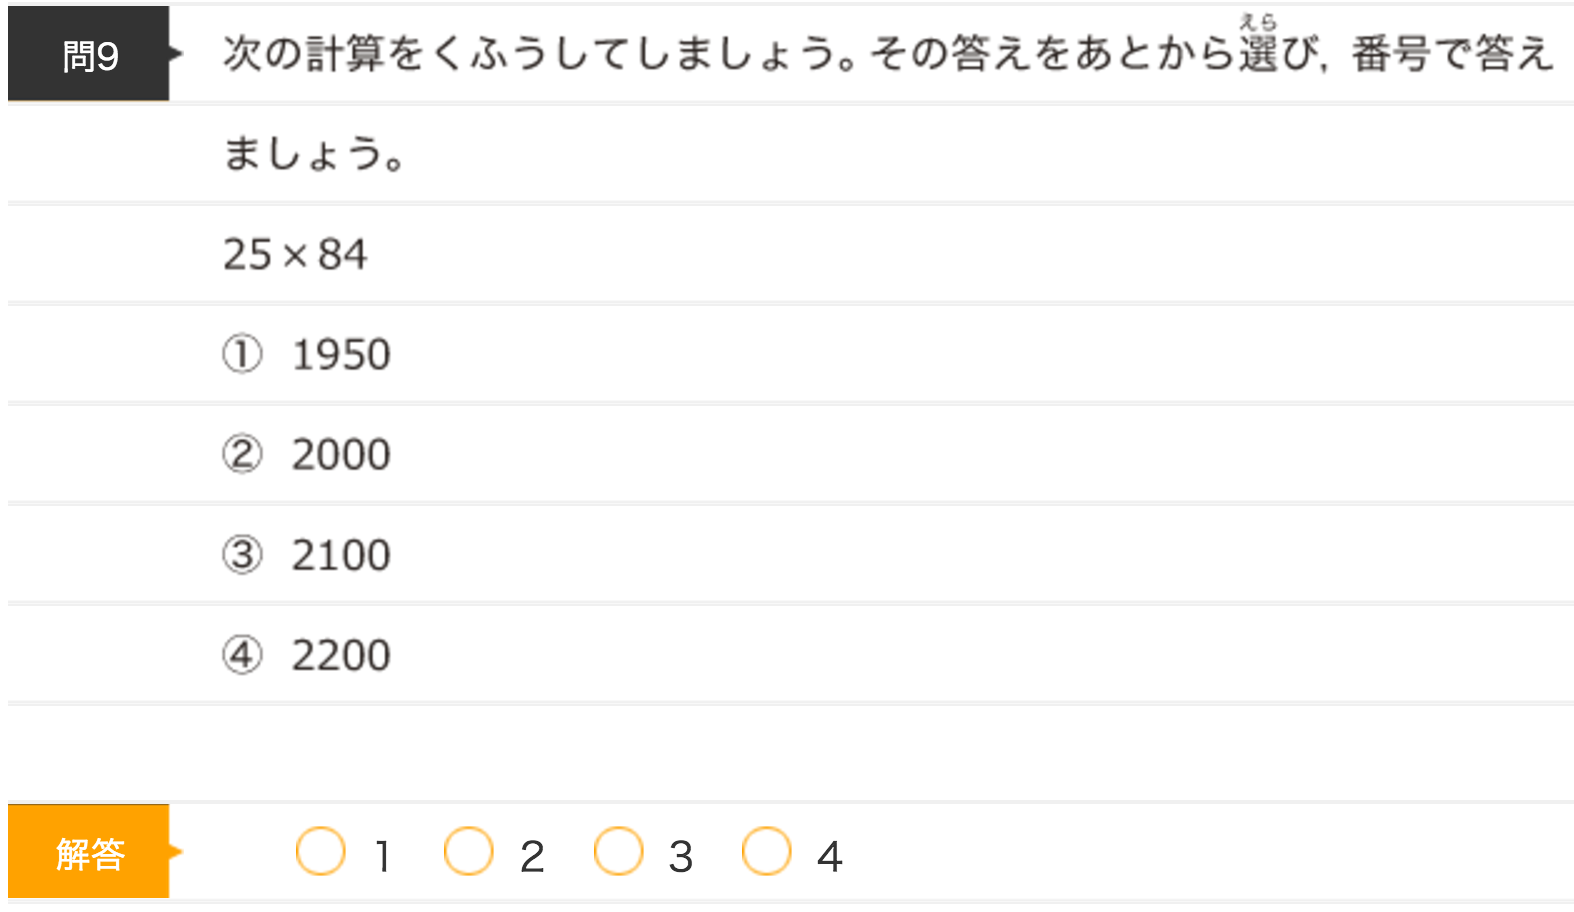 問9 次の計算をくふうしてしましょう。その答えをあとから選び, 番号で答え
えら
ましょう。
25×84
① 1950
② 2000
③ 2100
④ 2200
解答 1 2 3 4